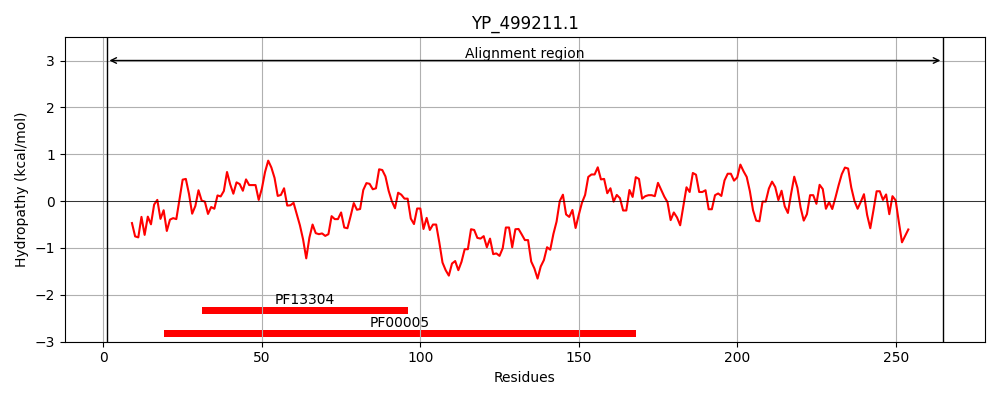 YP_499211.1
Alignment region
Hydropathy (kcal/mol)
3
2
1
0
−1
−2
−3
PF13304
PF00005
0
50
100
150
200
250
Residues